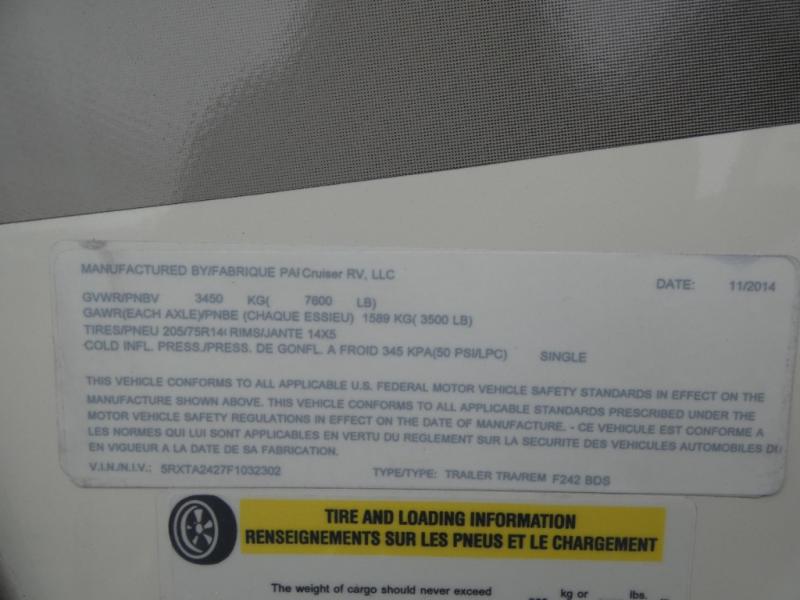 MANUFACTURED BY/FABRIQUE PA/ Cruiser RV, LLC
DATE: 11/2014
GVWR/PNBV 3450 KG( 7600 LB)
GAWR(EACH AXLE)/PNBE (CHAQUE ESSIEU) 1589 KG( 3500 LB)
TIRES/PNEU 205/75R14( RIMS/JANTE 14X5
COLD INFL. PRESS./PRESS. DE GONFL. A FROID 345 KPA(50 PSI/LPC) SINGLE
THIS VEHICLE CONFORMS TO ALL APPLICABLE U.S. FEDERAL MOTOR VEHICLE SAFETY STANDARDS IN EFFECT ON THE
MANUFACTURE SHOWN ABOVE. THIS VEHICLE CONFORMS TO ALL APPLICABLE STANDARDS PRESCRIBED UNDER THE
MOTOR VEHICLE SAFETY REGULATIONS IN EFFECT ON THE DATE OF MANUFACTURE. - CE VEHICULE EST CONFORME A
LES NORMES QUI LUI SONT APPLICABLES EN VERTU DU REGLEMENT SUR LA SECURITE DES VEHICULES AUTOMOBILES DU
EN VIGUEUR A LA DATE DE SA FABRICATION.
V.I.N./N.I.V.: 5RXTA2427F1032302 TYPE/TYPE: TRAILER TRA/REM F242 BDS
TIRE AND LOADING INFORMATION
RENSEIGNEMENTS SUR LES PNEUS ET LE CHARGEMENT
The weight of cargo should never exceed kg or lbs.